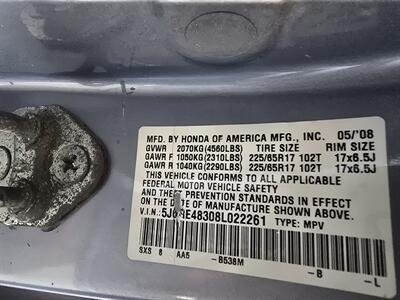 MFD. BY HONDA OF AMERICA MFG., INC. 05/'08
GVWR 2070KG(4560LBS) TIRE SIZE RIM SIZE
GAWR F 1050KG(2310LBS) 225/65R17 102T 17x6.5J
GAWR R 1040KG(2290LBS) 225/65R17 102T 17x6.5J
THIS VEHICLE CONFORMS TO ALL APPLICABLE
FEDERAL MOTOR VEHICLE SAFETY
AND THEFT PREVENTION STANDARDS IN EFFECT
ON THE DATE OF MANUFACTURE SHOWN ABOVE.
V.I.N.: TYPE: MPV
SXS 8 AA5 -B538M -B -L